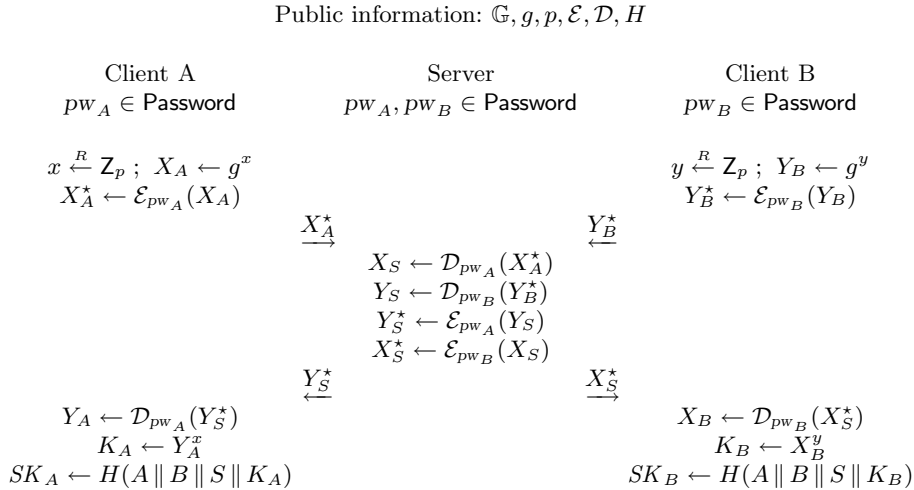 Public information: 𝔾, g, p, ℰ, 𝒟, H
Client A Server Client B
pw_A ∈ Password pw_A, pw_B ∈ Password pw_B ∈ Password
x ←^R Z_p ; X_A ← g^x y ←^R Z_p ; Y_B ← g^y
X_A^⋆ ← ℰ_{pw_A}(X_A) Y_B^⋆ ← ℰ_{pw_B}(Y_B)
X_A^⋆ Y_B^⋆
X_S ← 𝒟_{pw_A}(X_A^⋆)
Y_S ← 𝒟_{pw_B}(Y_B^⋆)
Y_S^⋆ ← ℰ_{pw_A}(Y_S)
X_S^⋆ ← ℰ_{pw_B}(X_S)
Y_S^⋆ X_S^⋆
Y_A ← 𝒟_{pw_A}(Y_S^⋆) X_B ← 𝒟_{pw_B}(X_S^⋆)
K_A ← Y_A^x K_B ← X_B^y
SK_A ← H(A ∥ B ∥ S ∥ K_A) SK_B ← H(A ∥ B ∥ S ∥ K_B)